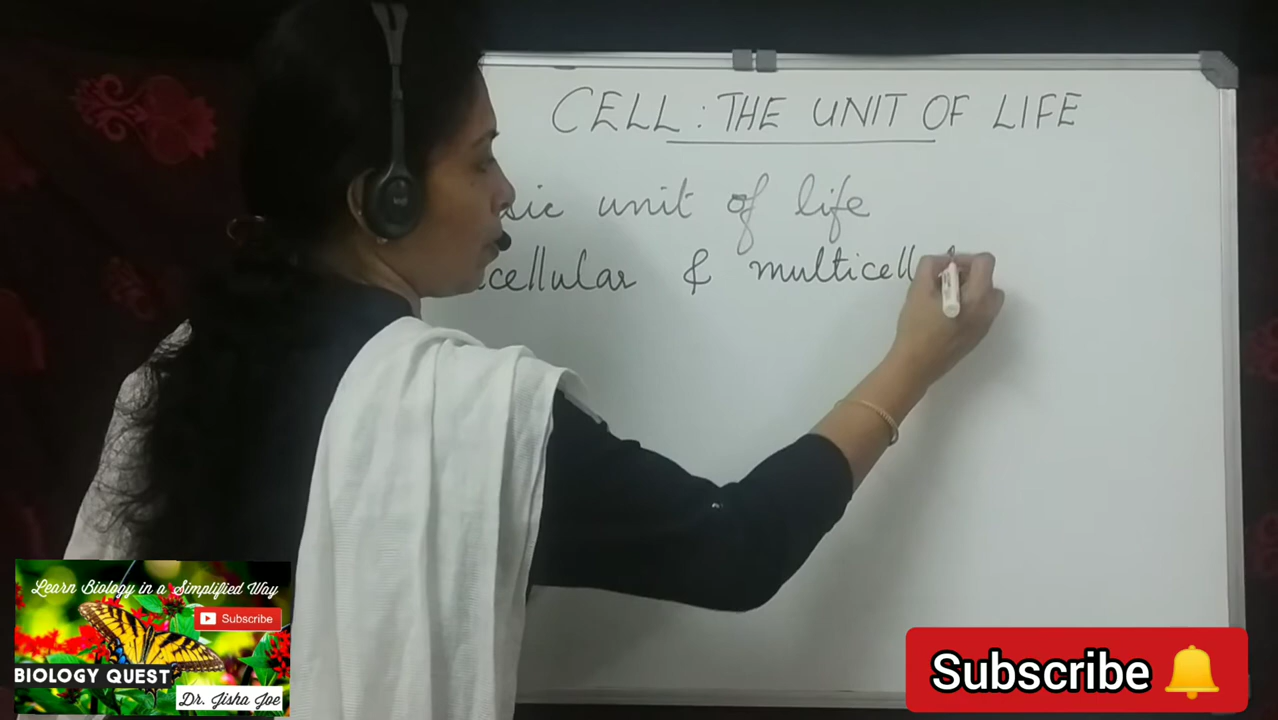 CELL : THE UNIT OF LIFE
sic unit of life
cellular & multicell
Learn Biology in a Simplified Way
Subscribe
BIOLOGY QUEST
Dr. Jisha Joe
Subscribe